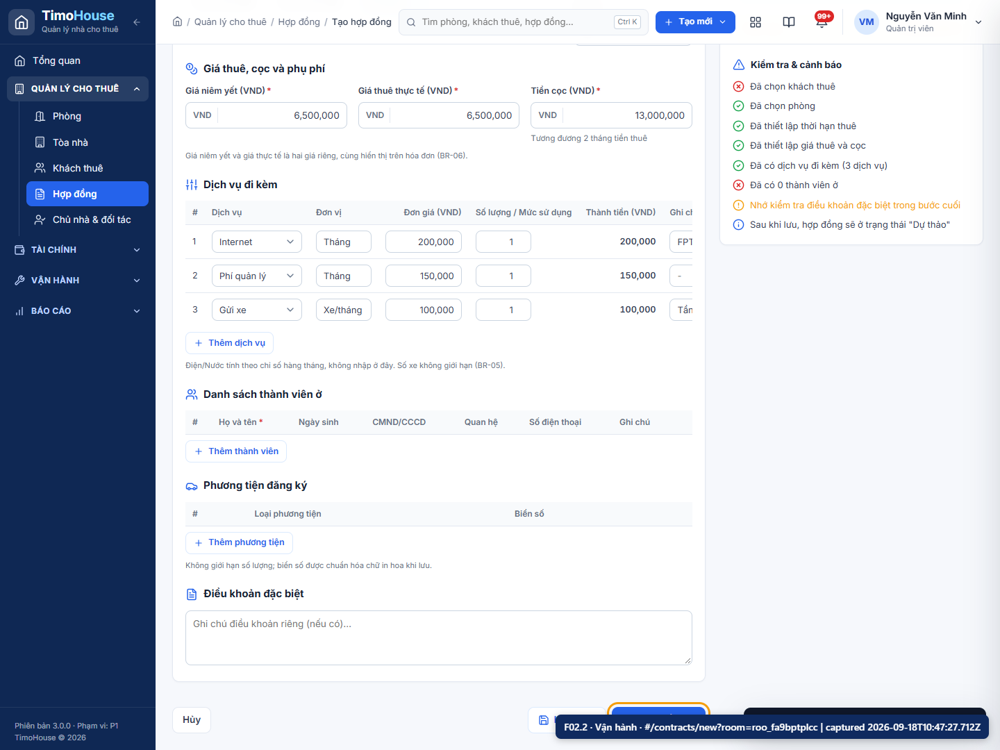 TimoHouse
Quản lý nhà cho thuê
Tổng quan
QUẢN LÝ CHO THUÊ
Phòng
Tòa nhà
Khách thuê
Hợp đồng
Chủ nhà & đối tác
TÀI CHÍNH
VẬN HÀNH
BÁO CÁO
Phiên bản 3.0.0 · Phạm vi: P1
TimoHouse © 2026
/ Quản lý cho thuê / Hợp đồng / Tạo hợp đồng
Tìm phòng, khách thuê, hợp đồng...
Ctrl K
Tạo mới
99+
VM
Nguyễn Văn Minh
Quản trị viên
Giá thuê, cọc và phụ phí
Giá niêm yết (VND) * Giá thuê thực tế (VND) * Tiền cọc (VND) *
VND 6,500,000 VND 6,500,000 VND 13,000,000
Tương đương 2 tháng tiền thuê
Giá niêm yết và giá thực tế là hai giá riêng, cùng hiển thị trên hóa đơn (BR-06).
Dịch vụ đi kèm
# Dịch vụ Đơn vị Đơn giá (VND) Số lượng / Mức sử dụng Thành tiền (VND) Ghi ch
1 Internet Tháng 200,000 1 200,000 FPT
2 Phí quản lý Tháng 150,000 1 150,000 -
3 Gửi xe Xe/tháng 100,000 1 100,000 Tần
+ Thêm dịch vụ
Điện/Nước tính theo chỉ số hàng tháng, không nhập ở đây. Số xe không giới hạn (BR-05).
Danh sách thành viên ở
# Họ và tên * Ngày sinh CMND/CCCD Quan hệ Số điện thoại Ghi chú
+ Thêm thành viên
Phương tiện đăng ký
# Loại phương tiện Biển số
+ Thêm phương tiện
Không giới hạn số lượng; biển số được chuẩn hóa chữ in hoa khi lưu.
Điều khoản đặc biệt
Ghi chú điều khoản riêng (nếu có)...
Hủy
Kiểm tra & cảnh báo
Đã chọn khách thuê
Đã chọn phòng
Đã thiết lập thời hạn thuê
Đã thiết lập giá thuê và cọc
Đã có dịch vụ đi kèm (3 dịch vụ)
Đã có 0 thành viên ở
Nhớ kiểm tra điều khoản đặc biệt trong bước cuối
Sau khi lưu, hợp đồng sẽ ở trạng thái "Dự thảo"
F02.2 · Vận hành · #/contracts/new?room=roo_fa9bptplcc | captured 2026-09-18T10:47:27.712Z